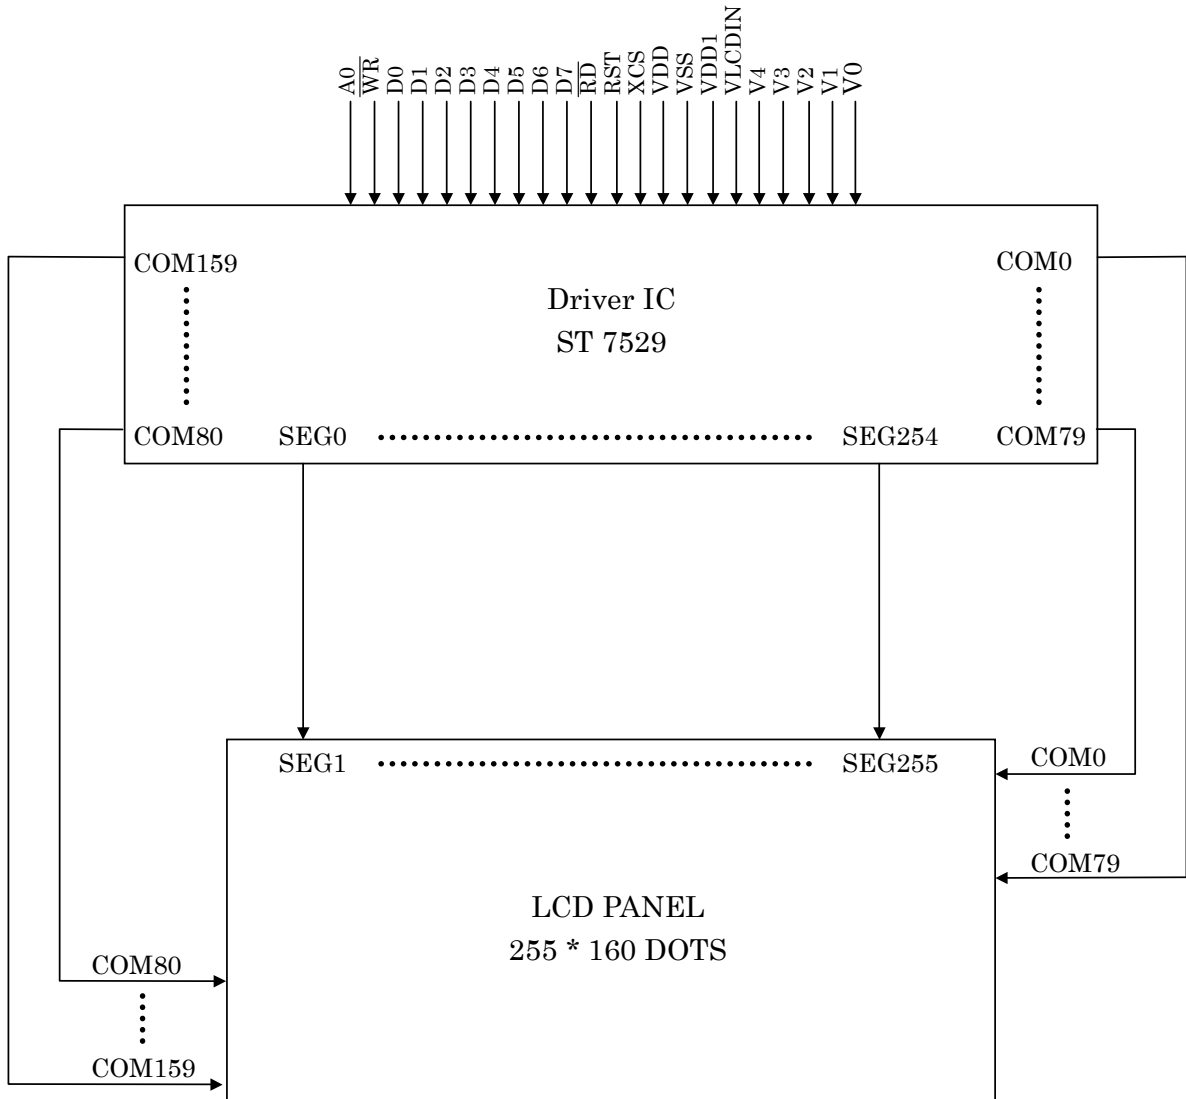 A0 W̅R̅ D0 D1 D2 D3 D4 D5 D6 D7 R̅D̅ RST XCS VDD VSS VDD1 VLCDIN V4 V3 V2 V1 V0
COM159 COM0
Driver IC
ST 7529
COM80 SEG0 SEG254 COM79
SEG1 SEG255 COM0
COM79
LCD PANEL
255 * 160 DOTS
COM80
COM159